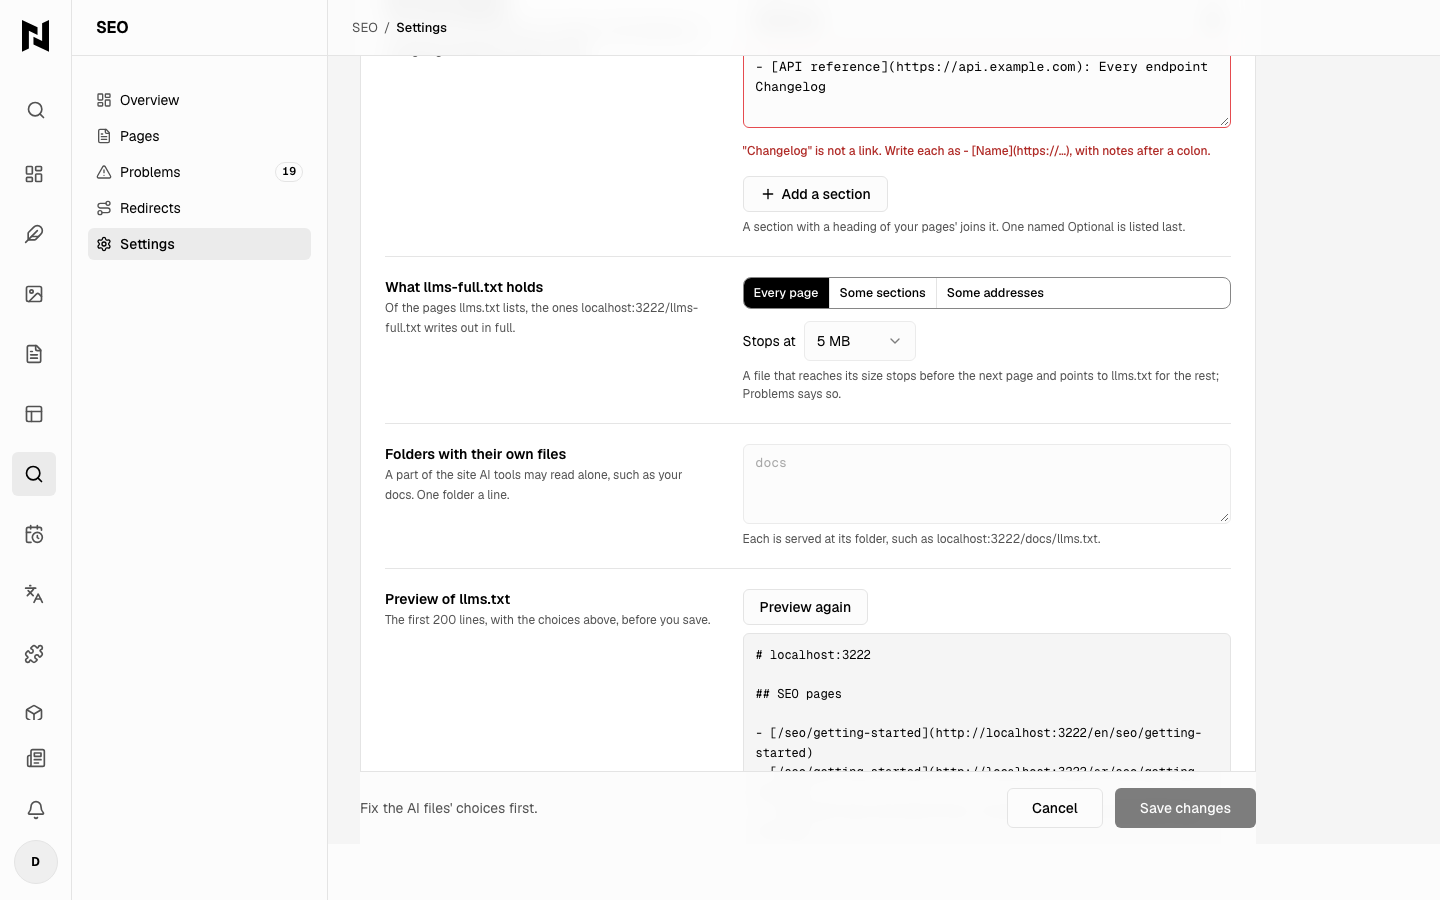 SEO
SEO / Settings
Overview
Pages
Problems 19
Redirects
Settings
D
- [API reference](https://api.example.com): Every endpoint
Changelog
"Changelog" is not a link. Write each as - [Name](https://…), with notes after a colon.
+ Add a section
A section with a heading of your pages' joins it. One named Optional is listed last.
What llms-full.txt holds
Of the pages llms.txt lists, the ones localhost:3222/llms-
full.txt writes out in full.
Every page Some sections Some addresses
Stops at 5 MB
A file that reaches its size stops before the next page and points to llms.txt for the rest;
Problems says so.
Folders with their own files
A part of the site AI tools may read alone, such as your
docs. One folder a line.
docs
Each is served at its folder, such as localhost:3222/docs/llms.txt.
Preview of llms.txt
The first 200 lines, with the choices above, before you save.
Preview again
# localhost:3222
## SEO pages
- [/seo/getting-started](http://localhost:3222/en/seo/getting-
started)
- [/seo/getting-started](http://localhost:3222/ar/seo/getting-
Fix the AI files' choices first.
Cancel
Save changes